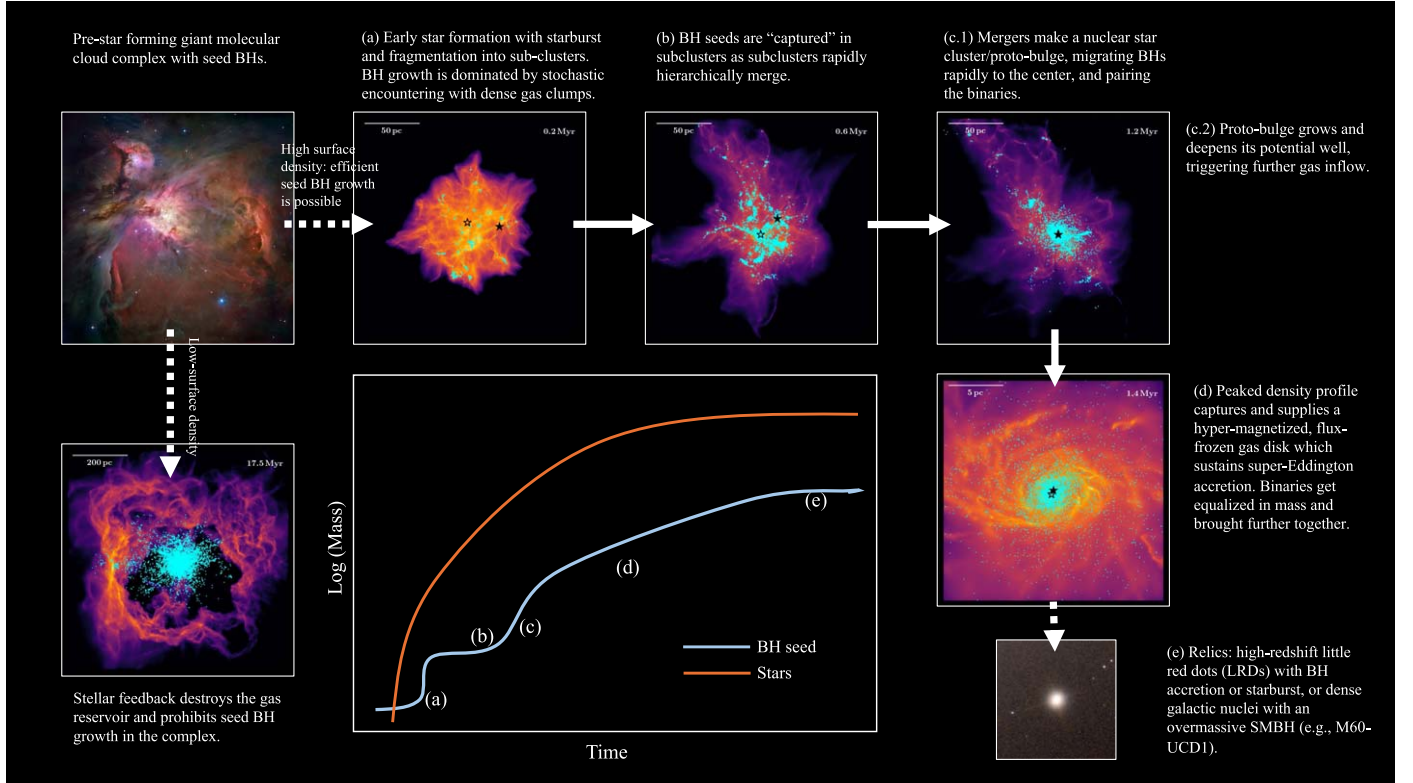 Pre-star forming giant molecular
cloud complex with seed BHs.
(a) Early star formation with starburst
and fragmentation into sub-clusters.
BH growth is dominated by stochastic
encountering with dense gas clumps.
(b) BH seeds are “captured” in
subclusters as subclusters rapidly
hierarchically merge.
(c.1) Mergers make a nuclear star
cluster/proto-bulge, migrating BHs
rapidly to the center, and pairing
the binaries.
(c.2) Proto-bulge grows and
deepens its potential well,
triggering further gas inflow.
High surface
density: efficient
seed BH growth
is possible
50 pc
0.2 Myr
50 pc
0.6 Myr
50 pc
1.2 Myr
Low-surface density
200 pc
17.5 Myr
Stellar feedback destroys the gas
reservoir and prohibits seed BH
growth in the complex.
Log (Mass)
Time
(a)
(b)
(c)
(d)
(e)
BH seed
Stars
5 pc
1.4 Myr
(d) Peaked density profile
captures and supplies a
hyper-magnetized, flux-
frozen gas disk which
sustains super-Eddington
accretion. Binaries get
equalized in mass and
brought further together.
(e) Relics: high-redshift little
red dots (LRDs) with BH
accretion or starburst, or dense
galactic nuclei with an
overmassive SMBH (e.g., M60-
UCD1).